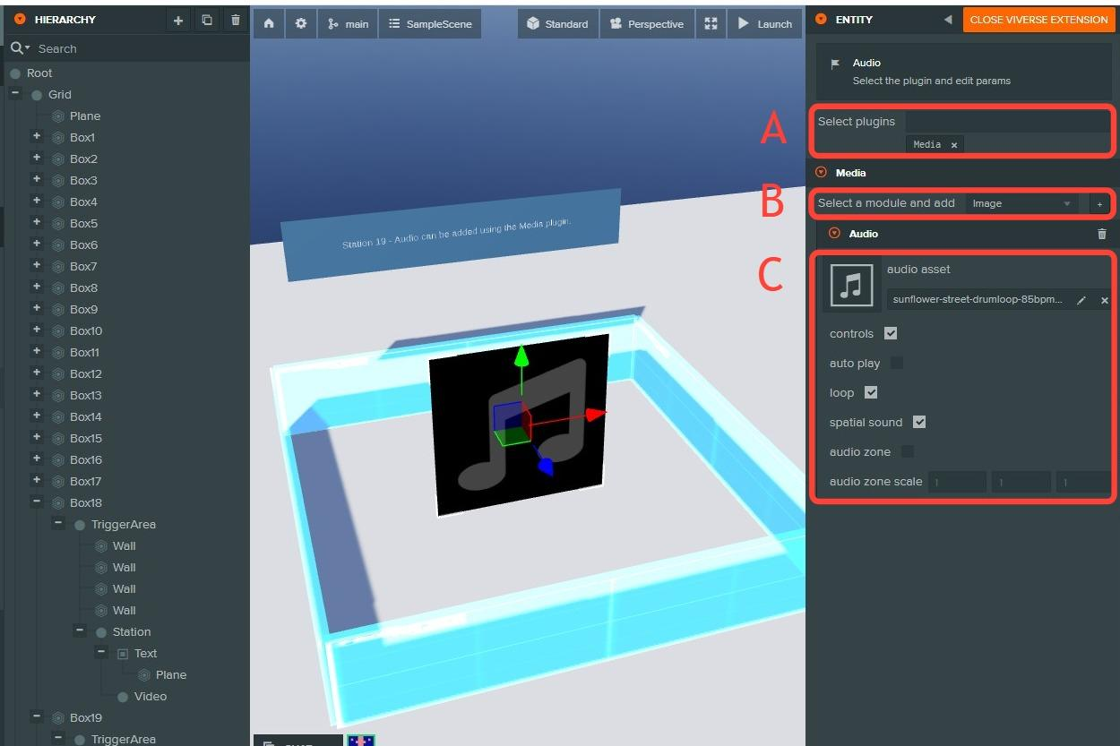 HIERARCHY
Search
Root
Grid
Plane
Box1
Box2
Box3
Box4
Box5
Box6
Box7
Box8
Box9
Box10
Box11
Box12
Box13
Box14
Box15
Box16
Box17
Box18
TriggerArea
Wall
Wall
Wall
Wall
Station
Text
Plane
Video
Box19
TriggerArea
main
SampleScene
Standard
Perspective
Launch
Station 19 - Audio can be added using the Media plugin.
A
B
C
ENTITY
CLOSE VIVERSE EXTENSION
Audio
Select the plugin and edit params
Select plugins
Media ×
Media
Select a module and add Image +
Audio
audio asset
sunflower-street-drumloop-85bpm...
controls
auto play
loop
spatial sound
audio zone
audio zone scale 1 1 1